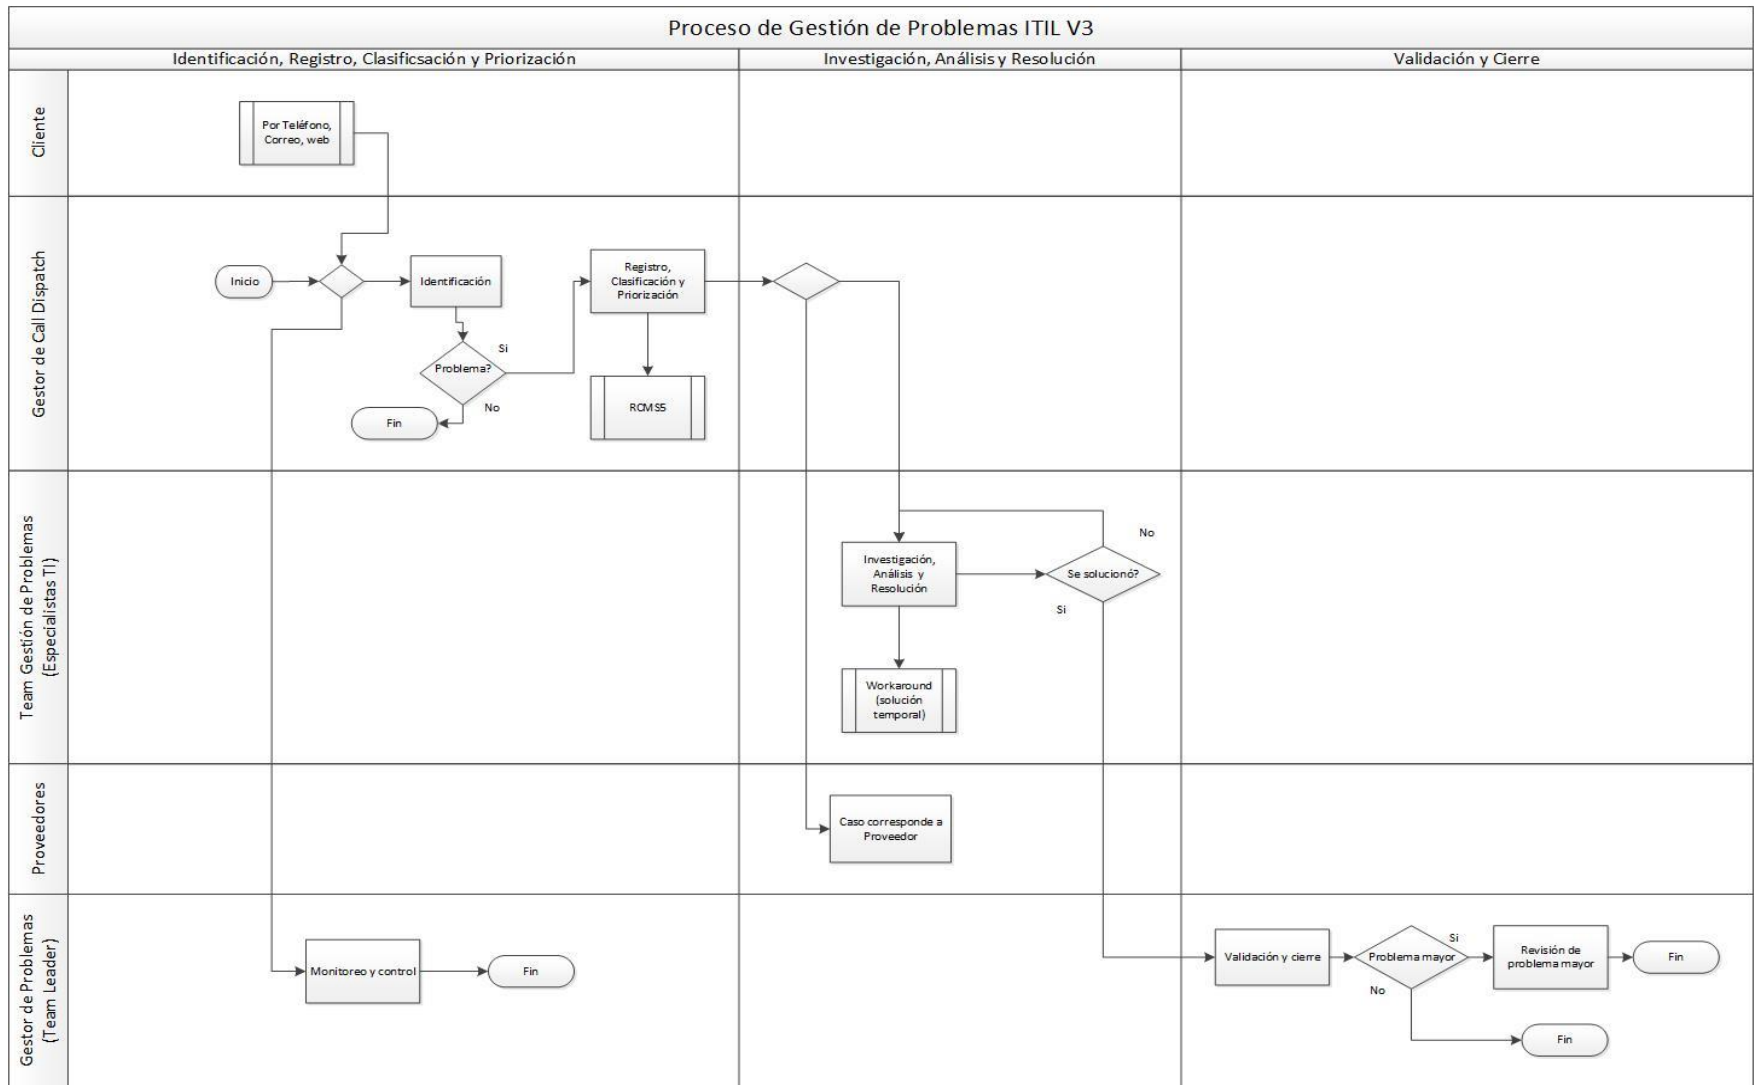 Proceso de Gestión de Problemas ITIL V3
Identificación, Registro, Clasificsación y Priorización
Investigación, Análisis y Resolución
Validación y Cierre
Cliente
Por Teléfono,
Correo, web
Gestor de Call Dispatch
Inicio
Identificación
Registro,
Clasificación y
Priorización
Si
Problema?
No
Fin
RCMS5
Team Gestión de Problemas
(Especialistas TI)
Investigación,
Análisis y
Resolución
No
Se solucionó?
Si
Workaround
(solución
temporal)
Proveedores
Caso corresponde a
Proveedor
Gestor de Problemas
(Team Leader)
Monitoreo y control
Fin
Validación y cierre
Problema mayor
Si
No
Revisión de
problema mayor
Fin
Fin